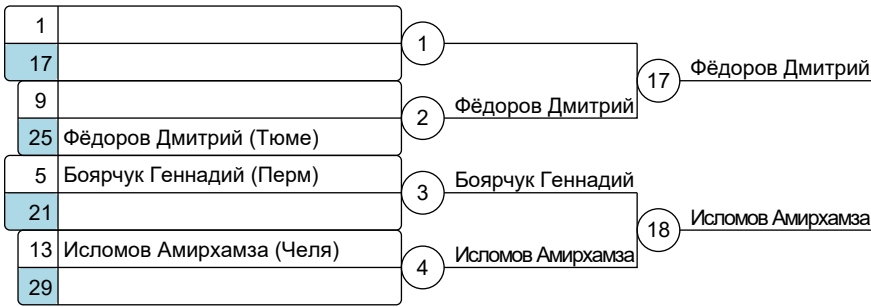 1
17
1
9
25 Фёдоров Дмитрий (Тюме)
2
Фёдоров Дмитрий
17
Фёдоров Дмитрий
5 Боярчук Геннадий (Перм)
21
3
Боярчук Геннадий
13 Исломов Амирхамза (Челя)
29
4
Исломов Амирхамза
18
Исломов Амирхамза